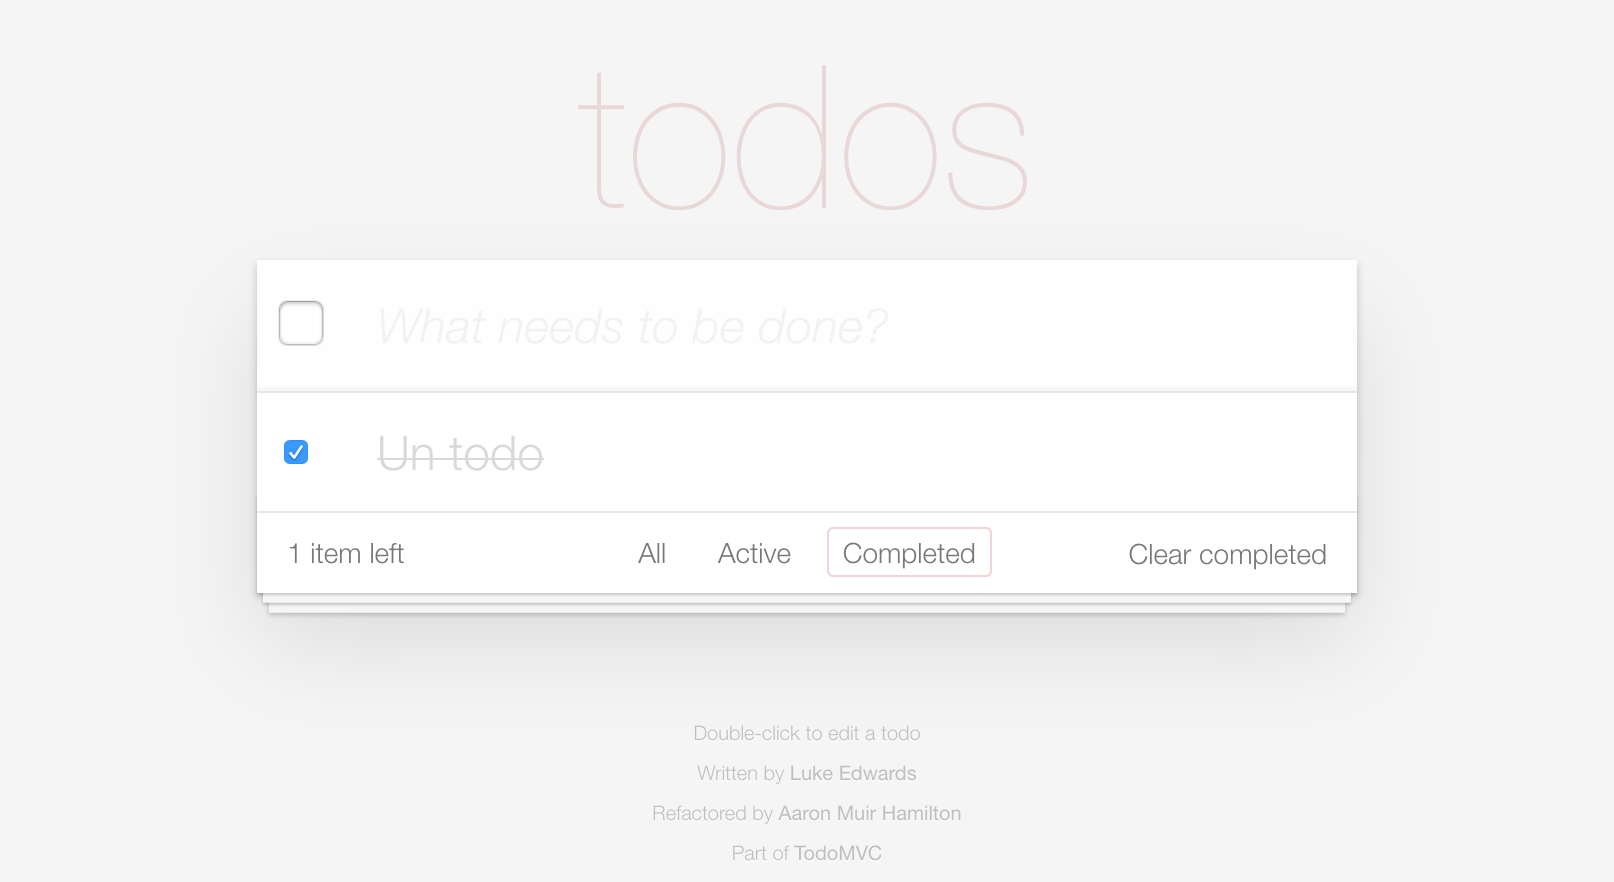 todos
What needs to be done?
Un todo
1 item left All Active Completed Clear completed
Double-click to edit a todo
Written by Luke Edwards
Refactored by Aaron Muir Hamilton
Part of TodoMVC